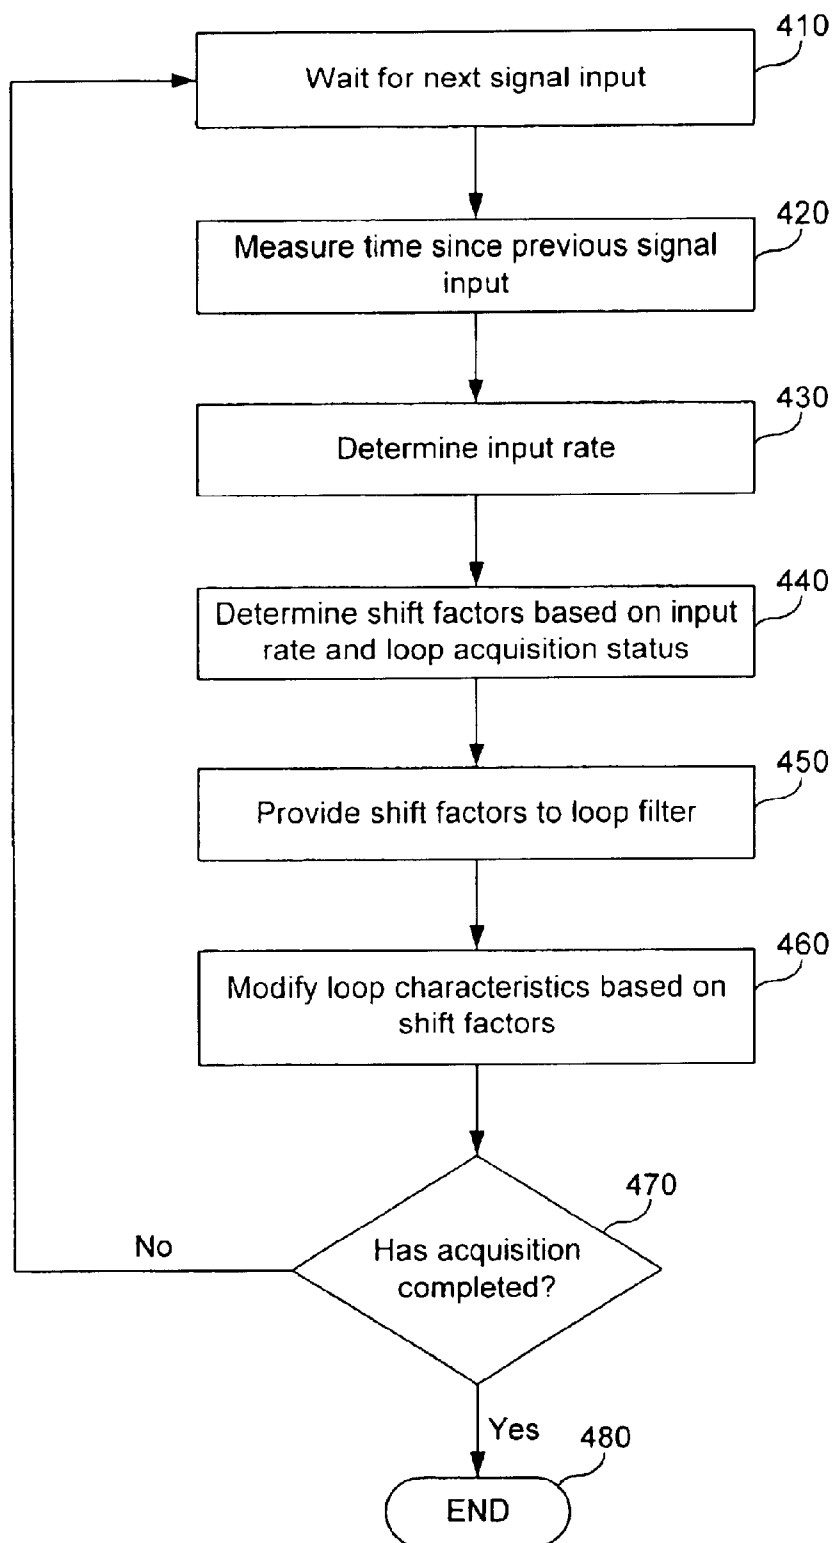 410
Wait for next signal input
420
Measure time since previous signal
input
430
Determine input rate
440
Determine shift factors based on input
rate and loop acquisition status
450
Provide shift factors to loop filter
460
Modify loop characteristics based on
shift factors
470
No
Has acquisition
completed?
Yes
480
END